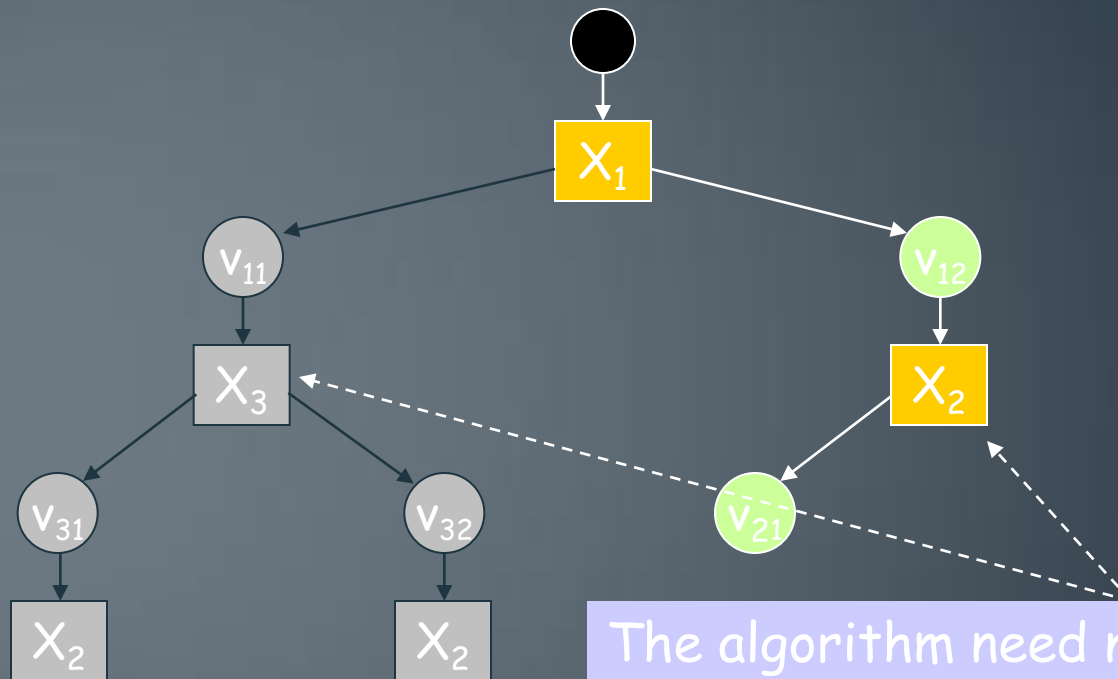 X₁
v₁₁
v₁₂
X₃
X₂
v₃₁
v₃₂
v₂₁
X₂
X₂
The algorithm need